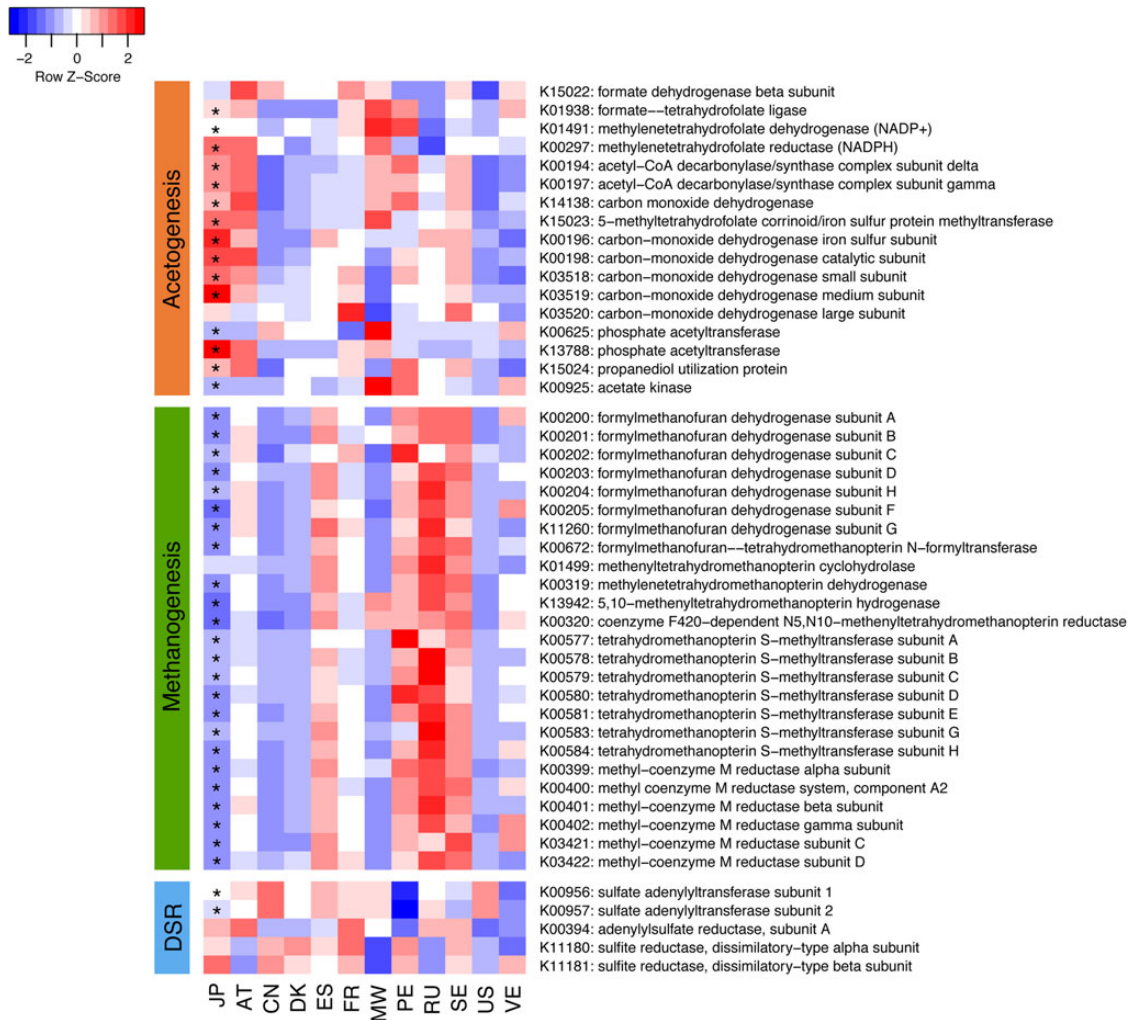 −2 0 2
Row Z−Score
Acetogenesis
K15022: formate dehydrogenase beta subunit
* K01938: formate−−tetrahydrofolate ligase
* K01491: methylenetetrahydrofolate dehydrogenase (NADP+)
* K00297: methylenetetrahydrofolate reductase (NADPH)
* K00194: acetyl−CoA decarbonylase/synthase complex subunit delta
* K00197: acetyl−CoA decarbonylase/synthase complex subunit gamma
* K14138: carbon monoxide dehydrogenase
* K15023: 5−methyltetrahydrofolate corrinoid/iron sulfur protein methyltransferase
* K00196: carbon−monoxide dehydrogenase iron sulfur subunit
* K00198: carbon−monoxide dehydrogenase catalytic subunit
* K03518: carbon−monoxide dehydrogenase small subunit
* K03519: carbon−monoxide dehydrogenase medium subunit
K03520: carbon−monoxide dehydrogenase large subunit
* K00625: phosphate acetyltransferase
* K13788: phosphate acetyltransferase
* K15024: propanediol utilization protein
* K00925: acetate kinase
Methanogenesis
* K00200: formylmethanofuran dehydrogenase subunit A
* K00201: formylmethanofuran dehydrogenase subunit B
* K00202: formylmethanofuran dehydrogenase subunit C
* K00203: formylmethanofuran dehydrogenase subunit D
* K00204: formylmethanofuran dehydrogenase subunit H
* K00205: formylmethanofuran dehydrogenase subunit F
* K11260: formylmethanofuran dehydrogenase subunit G
* K00672: formylmethanofuran−−tetrahydromethanopterin N−formyltransferase
K01499: methenyltetrahydromethanopterin cyclohydrolase
* K00319: methylenetetrahydromethanopterin dehydrogenase
* K13942: 5,10−methenyltetrahydromethanopterin hydrogenase
* K00320: coenzyme F420−dependent N5,N10−methenyltetrahydromethanopterin reductase
* K00577: tetrahydromethanopterin S−methyltransferase subunit A
* K00578: tetrahydromethanopterin S−methyltransferase subunit B
* K00579: tetrahydromethanopterin S−methyltransferase subunit C
* K00580: tetrahydromethanopterin S−methyltransferase subunit D
* K00581: tetrahydromethanopterin S−methyltransferase subunit E
* K00583: tetrahydromethanopterin S−methyltransferase subunit G
* K00584: tetrahydromethanopterin S−methyltransferase subunit H
* K00399: methyl−coenzyme M reductase alpha subunit
* K00400: methyl coenzyme M reductase system, component A2
* K00401: methyl−coenzyme M reductase beta subunit
* K00402: methyl−coenzyme M reductase gamma subunit
* K03421: methyl−coenzyme M reductase subunit C
* K03422: methyl−coenzyme M reductase subunit D
DSR
* K00956: sulfate adenylyltransferase subunit 1
* K00957: sulfate adenylyltransferase subunit 2
K00394: adenylylsulfate reductase, subunit A
K11180: sulfite reductase, dissimilatory−type alpha subunit
K11181: sulfite reductase, dissimilatory−type beta subunit
JP AT CN DK ES FR MW PE RU SE US VE